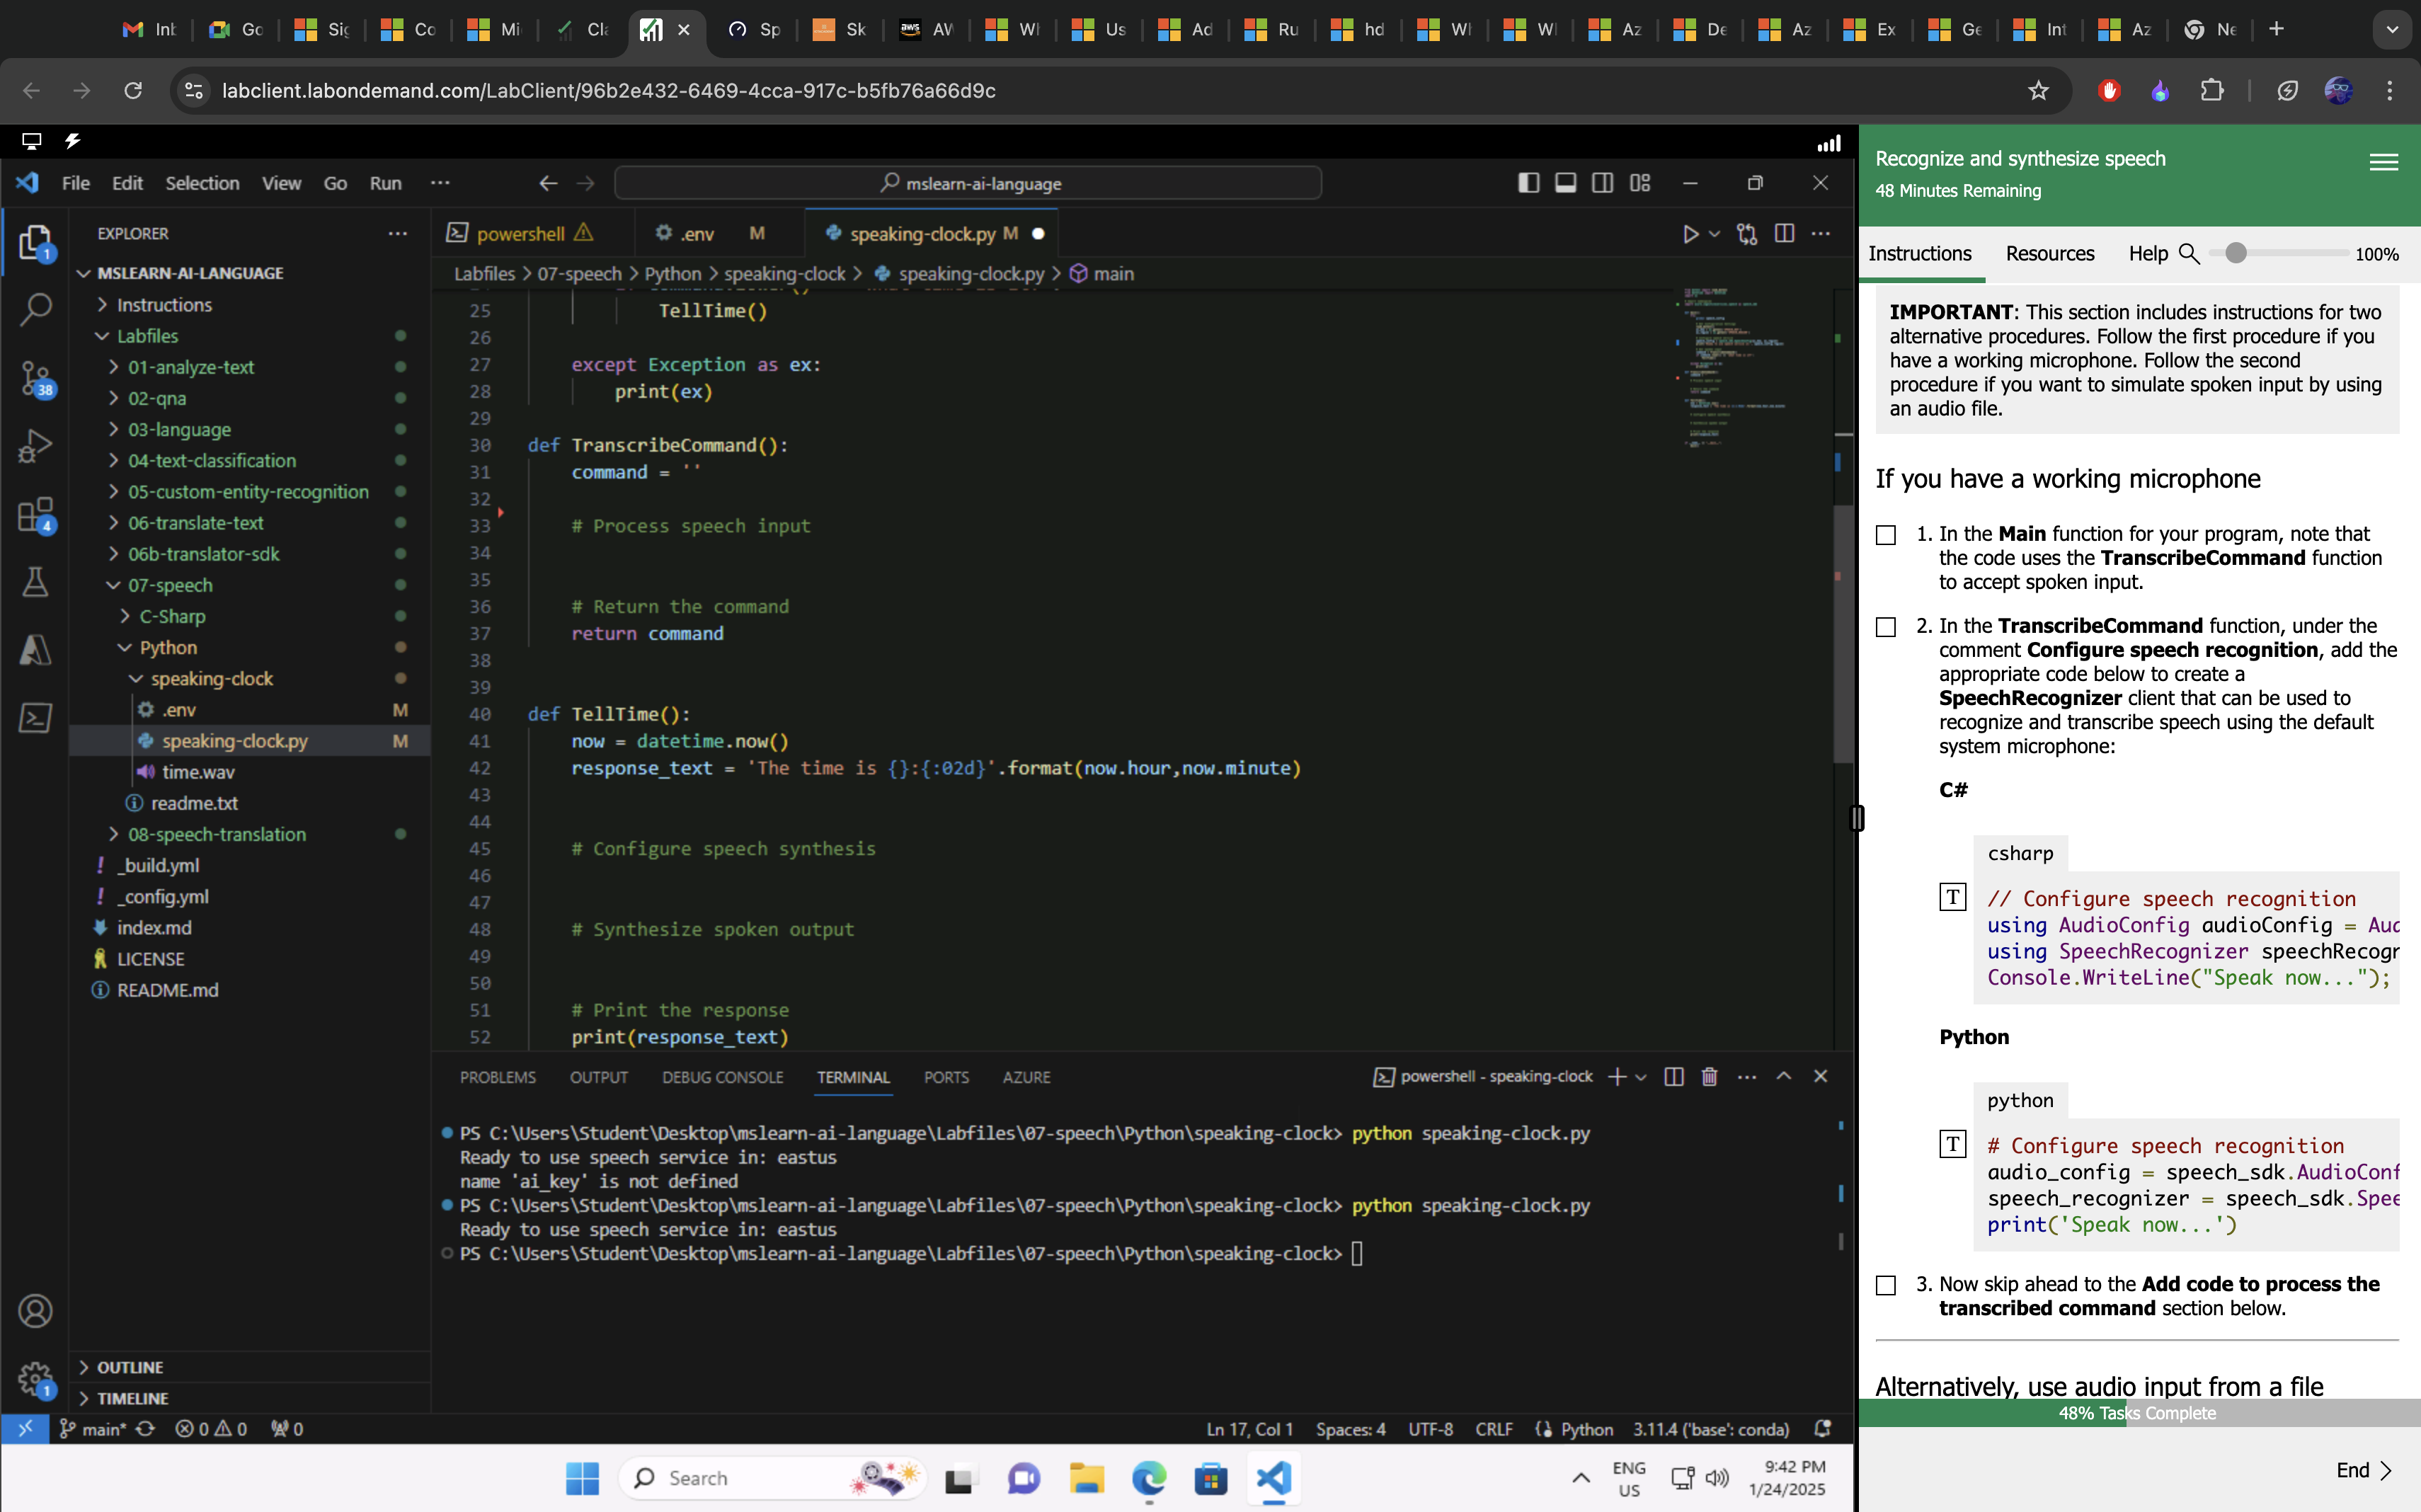 Inb
Go
Sig
Co
Mi
Cla
Sp
Sk
AW
Wh
Us
Ad
Ru
hd
Wh
Wh
Az
De
Az
Ex
Ge
Int
Az
Ne
labclient.labondemand.com/LabClient/96b2e432-6469-4cca-917c-b5fb76a66d9c
File Edit Selection View Go Run ···
mslearn-ai-language
EXPLORER
MSLEARN-AI-LANGUAGE
Instructions
Labfiles
01-analyze-text
02-qna
03-language
04-text-classification
05-custom-entity-recognition
06-translate-text
06b-translator-sdk
07-speech
C-Sharp
Python
speaking-clock
.env M
speaking-clock.py M
time.wav
readme.txt
08-speech-translation
_build.yml
_config.yml
index.md
LICENSE
README.md
OUTLINE
TIMELINE
1
38
4
1
powershell
.env M
speaking-clock.py M
Labfiles > 07-speech > Python > speaking-clock > speaking-clock.py > main
25 TellTime()
26
27 except Exception as ex:
28 print(ex)
29
30 def TranscribeCommand():
31 command = ''
32
33 # Process speech input
34
35
36 # Return the command
37 return command
38
39
40 def TellTime():
41 now = datetime.now()
42 response_text = 'The time is {}:{:02d}'.format(now.hour,now.minute)
43
44
45 # Configure speech synthesis
46
47
48 # Synthesize spoken output
49
50
51 # Print the response
52 print(response_text)
PROBLEMS OUTPUT DEBUG CONSOLE TERMINAL PORTS AZURE
powershell - speaking-clock
PS C:\Users\Student\Desktop\mslearn-ai-language\Labfiles\07-speech\Python\speaking-clock> python speaking-clock.py
Ready to use speech service in: eastus
name 'ai_key' is not defined
PS C:\Users\Student\Desktop\mslearn-ai-language\Labfiles\07-speech\Python\speaking-clock> python speaking-clock.py
Ready to use speech service in: eastus
PS C:\Users\Student\Desktop\mslearn-ai-language\Labfiles\07-speech\Python\speaking-clock>
main* 0 0 0
Ln 17, Col 1 Spaces: 4 UTF-8 CRLF Python 3.11.4 ('base': conda)
Search
ENG
US
9:42 PM
1/24/2025
Recognize and synthesize speech
48 Minutes Remaining
Instructions Resources Help 100%
IMPORTANT: This section includes instructions for two
alternative procedures. Follow the first procedure if you
have a working microphone. Follow the second
procedure if you want to simulate spoken input by using
an audio file.
If you have a working microphone
1. In the Main function for your program, note that
the code uses the TranscribeCommand function
to accept spoken input.
2. In the TranscribeCommand function, under the
comment Configure speech recognition, add the
appropriate code below to create a
SpeechRecognizer client that can be used to
recognize and transcribe speech using the default
system microphone:
C#
csharp
T
// Configure speech recognition
using AudioConfig audioConfig = Aud
using SpeechRecognizer speechRecogr
Console.WriteLine("Speak now...");
Python
python
T
# Configure speech recognition
audio_config = speech_sdk.AudioConf
speech_recognizer = speech_sdk.Spee
print('Speak now...')
3. Now skip ahead to the Add code to process the
transcribed command section below.
Alternatively, use audio input from a file
48% Tasks Complete
End